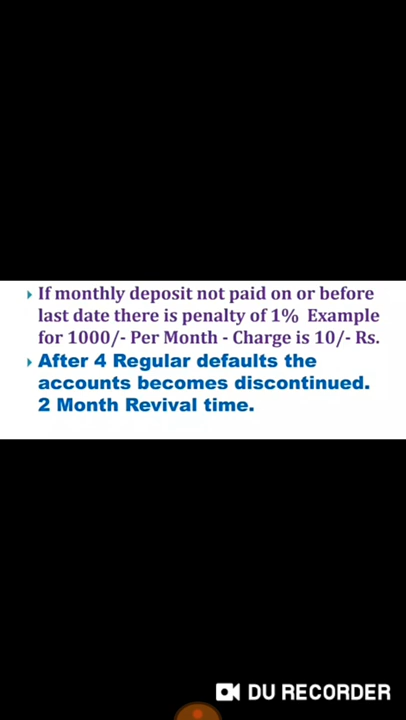 If monthly deposit not paid on or before
last date there is penalty of 1% Example
for 1000/- Per Month - Charge is 10/- Rs.
After 4 Regular defaults the
accounts becomes discontinued.
2 Month Revival time.
DU RECORDER